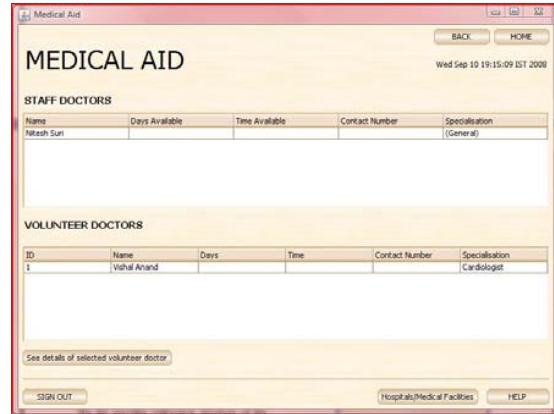 Medical Aid
BACK HOME
MEDICAL AID
Wed Sep 10 19:15:09 IST 2008
STAFF DOCTORS
Name Days Available Time Available Contact Number Specialisation
Nitesh Suri (General)
VOLUNTEER DOCTORS
ID Name Days Time Contact Number Specialisation
1 Vishal Anand Cardiologist
See details of selected volunteer doctor
SIGN OUT Hospitals/Medical Facilities HELP